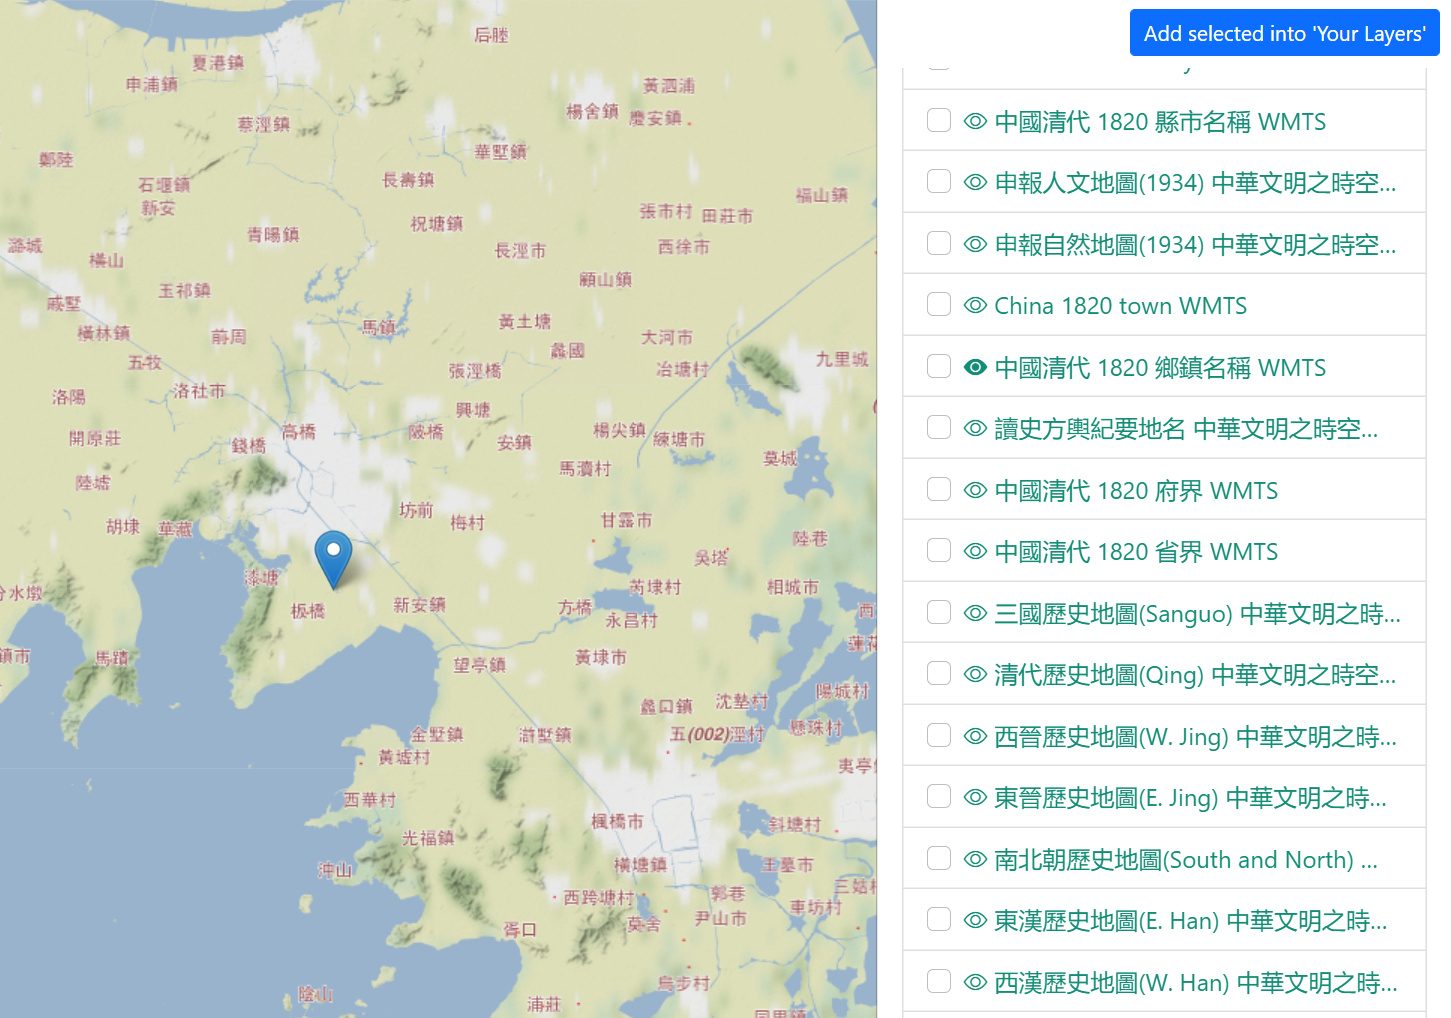 后塍
夏港鎮
申浦鎮
黃泗浦
楊舍鎮
慶安鎮
蔡涇鎮
鄭陸
華墅鎮
長壽鎮
石堰鎮
新安
福山鎮
張市村
田莊市
祝塘鎮
青暘鎮
潞城
橫山
長涇市
西徐市
顧山鎮
玉祁鎮
戚墅
橫林鎮
前周
馬鎮
黃土塘
大河市
蠡國
五牧
張涇橋
冶塘村
九里城
洛社市
洛陽
興塘
開原莊
錢橋
高橋
陂橋
安鎮
楊尖鎮
練塘市
莫城
馬瀆村
陸墟
坊前
梅村
甘露市
胡埭
華藏
陸巷
吳塔
漆塘
芮埭村
相城市
分水墩
板橋
新安鎮
方橋
永昌村
西
蓮花
鎮市
馬蹟
望亭鎮
黃埭市
陽城村
沈墊村
蠡口鎮
懸珠村
金墅鎮
滸墅鎮
五(002)涇村
黃墟村
夷亭
西華村
楓橋市
斜塘村
光福鎮
沖山
橫塘鎮
王墓市
西跨塘村
郭巷
三姑
莫舍
尹山市
車坊村
胥口
烏步村
陰山
浦莊
同里鎮
Add selected into 'Your Layers'
中國清代 1820 縣市名稱 WMTS
申報人文地圖(1934) 中華文明之時空...
申報自然地圖(1934) 中華文明之時空...
China 1820 town WMTS
中國清代 1820 鄉鎮名稱 WMTS
讀史方輿紀要地名 中華文明之時空...
中國清代 1820 府界 WMTS
中國清代 1820 省界 WMTS
三國歷史地圖(Sanguo) 中華文明之時...
清代歷史地圖(Qing) 中華文明之時空...
西晉歷史地圖(W. Jing) 中華文明之時...
東晉歷史地圖(E. Jing) 中華文明之時...
南北朝歷史地圖(South and North) ...
東漢歷史地圖(E. Han) 中華文明之時...
西漢歷史地圖(W. Han) 中華文明之時...